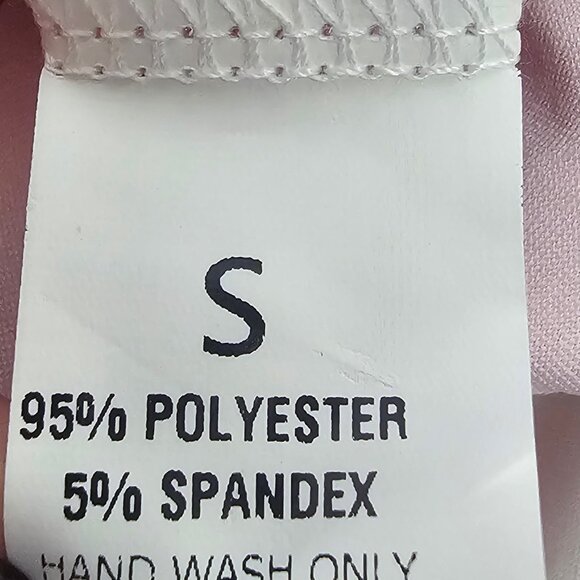 S
95% POLYESTER
5% SPANDEX
HAND WASH ONLY